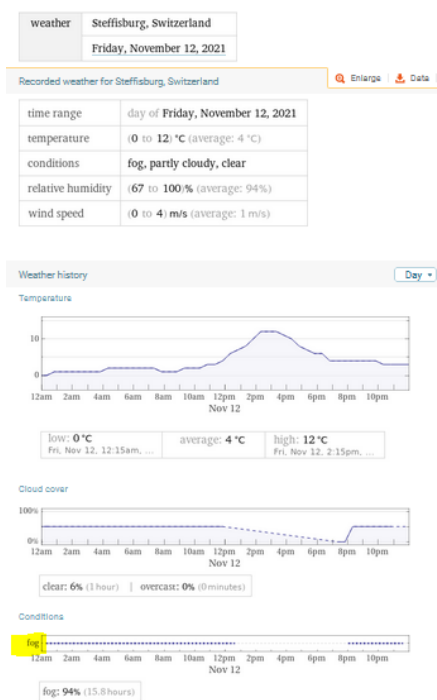 weather
Steffisburg, Switzerland
Friday, November 12, 2021
Recorded weather for Steffisburg, Switzerland
Enlarge
Data
time range day of Friday, November 12, 2021
temperature (0 to 12) °C (average: 4 °C)
conditions fog, partly cloudy, clear
relative humidity (67 to 100)% (average: 94%)
wind speed (0 to 4) m/s (average: 1 m/s)
Weather history
Day
Temperature
10
0
12am 2am 4am 6am 8am 10am 12pm 2pm 4pm 6pm 8pm 10pm
Nov 12
low: 0 °C average: 4 °C high: 12 °C
Fri, Nov 12, 12:15am, ... Fri, Nov 12, 2:15pm, ...
Cloud cover
100%
0%
12am 2am 4am 6am 8am 10am 12pm 2pm 4pm 6pm 8pm 10pm
Nov 12
clear: 6% (1 hour) | overcast: 0% (0 minutes)
Conditions
fog
12am 2am 4am 6am 8am 10am 12pm 2pm 4pm 6pm 8pm 10pm
Nov 12
fog: 94% (15.8 hours)